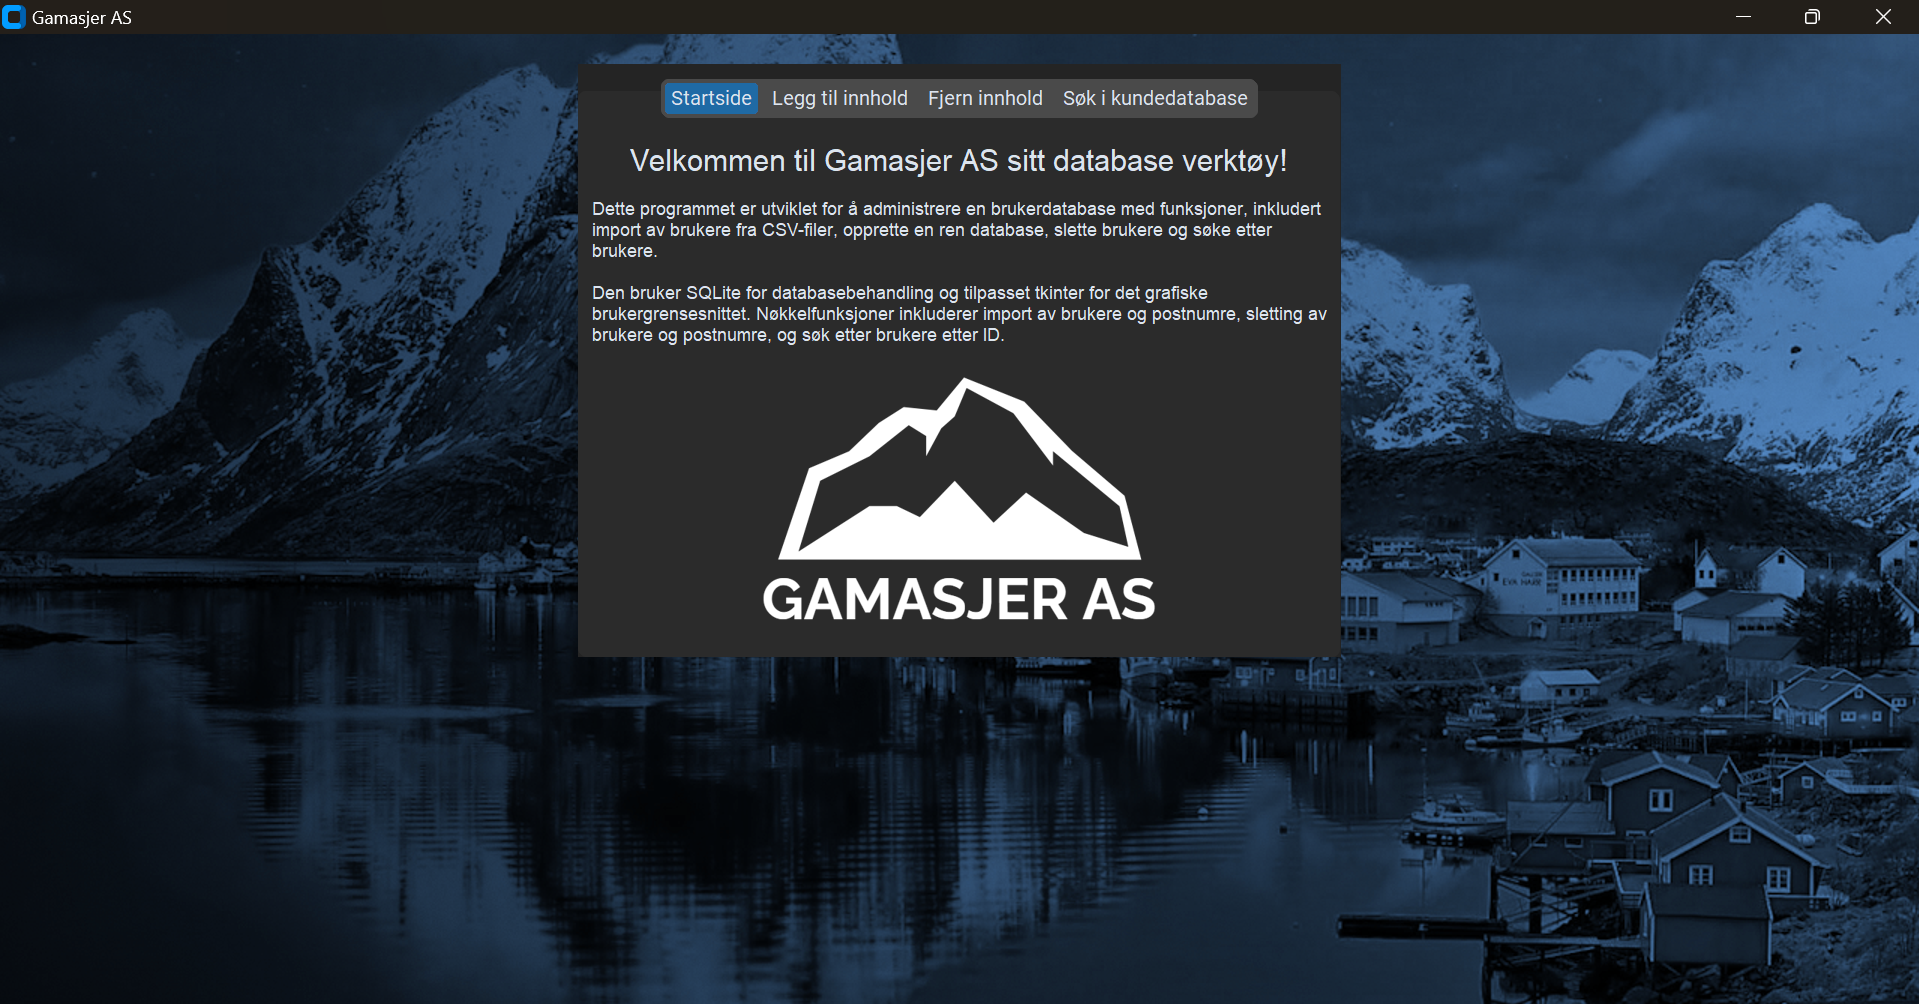 Gamasjer AS
Startside Legg til innhold Fjern innhold Søk i kundedatabase
Velkommen til Gamasjer AS sitt database verktøy!
Dette programmet er utviklet for å administrere en brukerdatabase med funksjoner, inkludert
import av brukere fra CSV-filer, opprette en ren database, slette brukere og søke etter
brukere.
Den bruker SQLite for databasebehandling og tilpasset tkinter for det grafiske
brukergrensesnittet. Nøkkelfunksjoner inkluderer import av brukere og postnumre, sletting av
brukere og postnumre, og søk etter brukere etter ID.
GAMASJER AS
EVA HARR